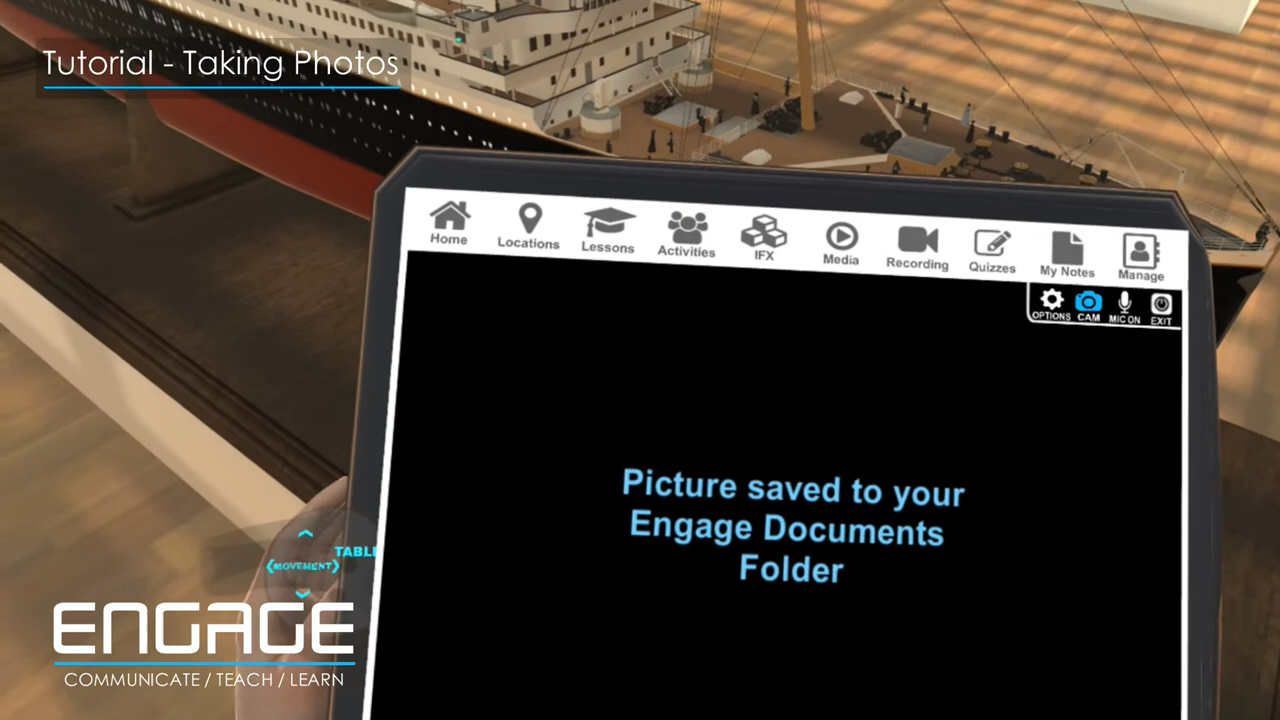 Tutorial - Taking Photos
Home
Locations
Lessons
Activities
IFX
Media
Recording
Quizzes
My Notes
Manage
OPTIONS
CAM
MIC ON
EXIT
Picture saved to your
Engage Documents
Folder
MOVEMENT
ENGAGE
COMMUNICATE / TEACH / LEARN